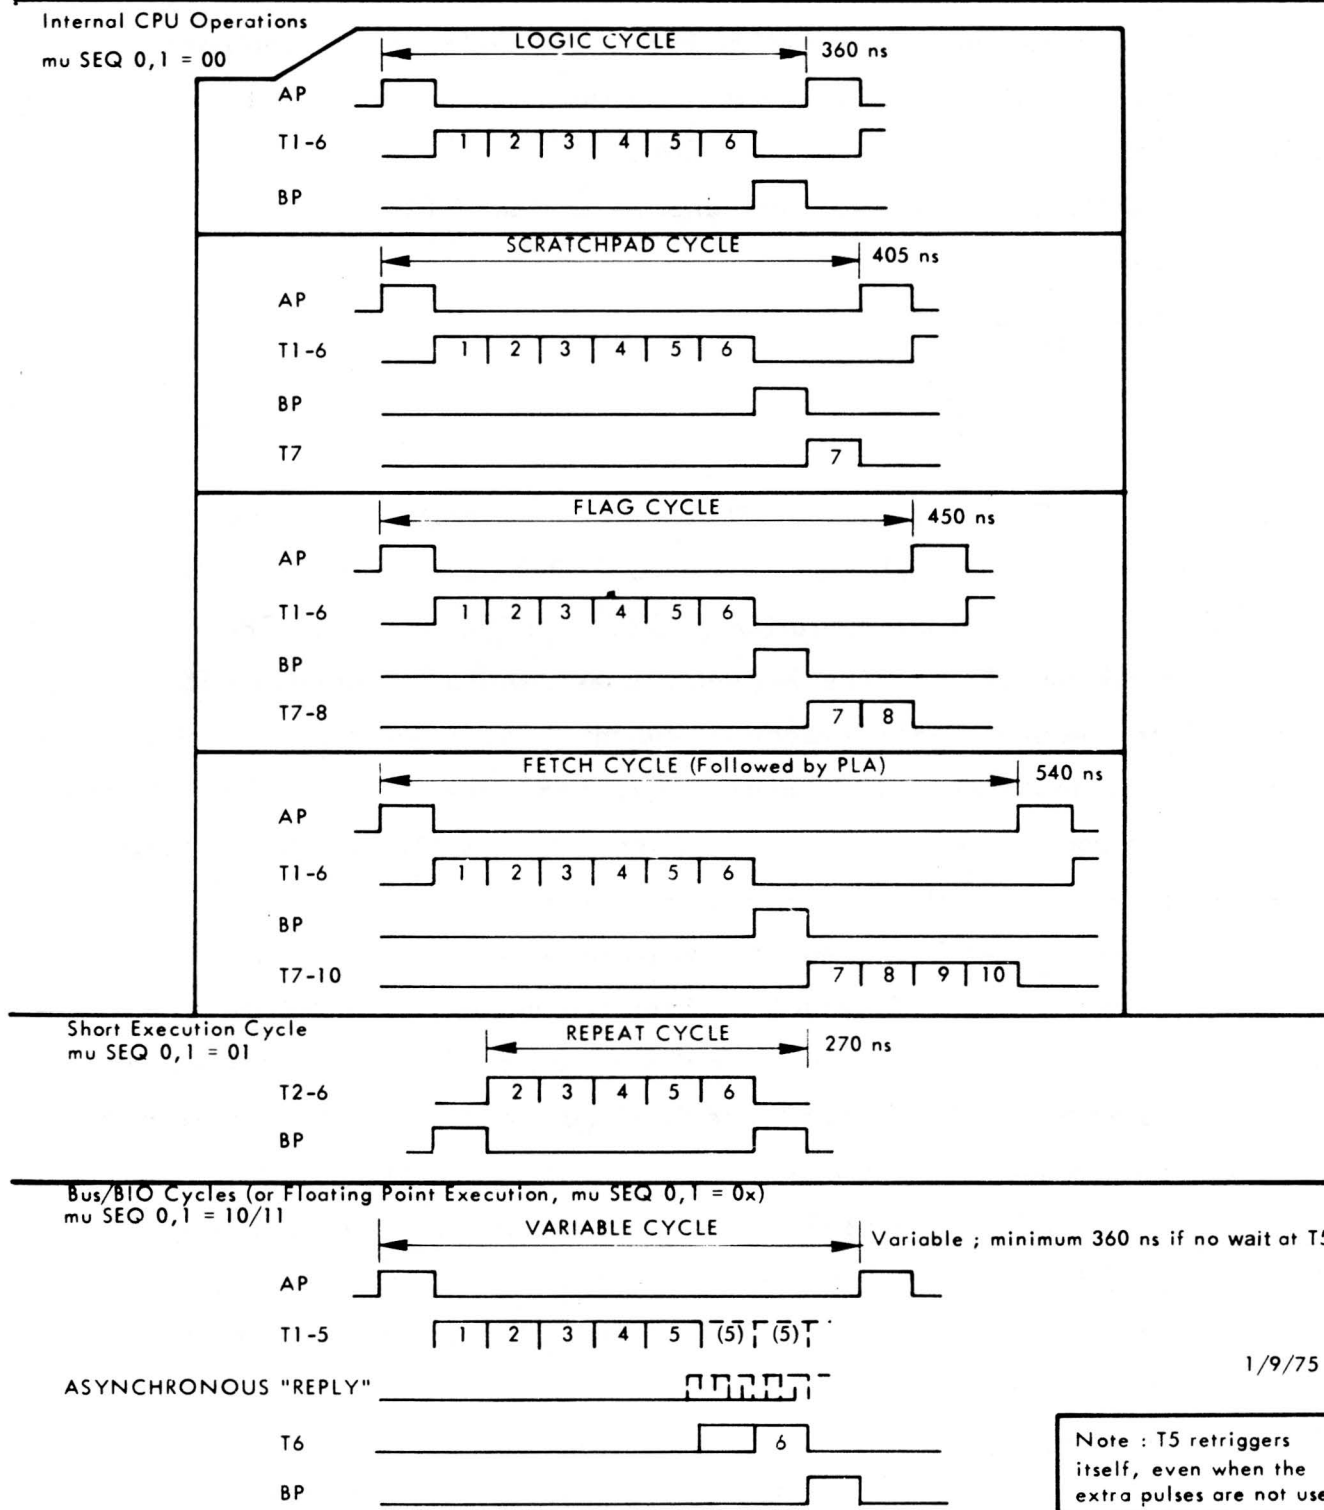 Internal CPU Operations
mu SEQ 0,1 = 00
LOGIC CYCLE
360 ns
AP
T1-6 1 2 3 4 5 6
BP
SCRATCHPAD CYCLE
405 ns
AP
T1-6 1 2 3 4 5 6
BP
T7 7
FLAG CYCLE
450 ns
AP
T1-6 1 2 3 4 5 6
BP
T7-8 7 8
FETCH CYCLE (Followed by PLA)
540 ns
AP
T1-6 1 2 3 4 5 6
BP
T7-10 7 8 9 10
Short Execution Cycle
mu SEQ 0,1 = 01
REPEAT CYCLE
270 ns
T2-6 2 3 4 5 6
BP
Bus/BIO Cycles (or Floating Point Execution, mu SEQ 0,1 = 0x)
mu SEQ 0,1 = 10/11
VARIABLE CYCLE
Variable ; minimum 360 ns if no wait at T5
AP
T1-5 1 2 3 4 5 (5) (5)
1/9/75
ASYNCHRONOUS "REPLY"
T6 6
BP
Note : T5 retriggers
itself, even when the
extra pulses are not use